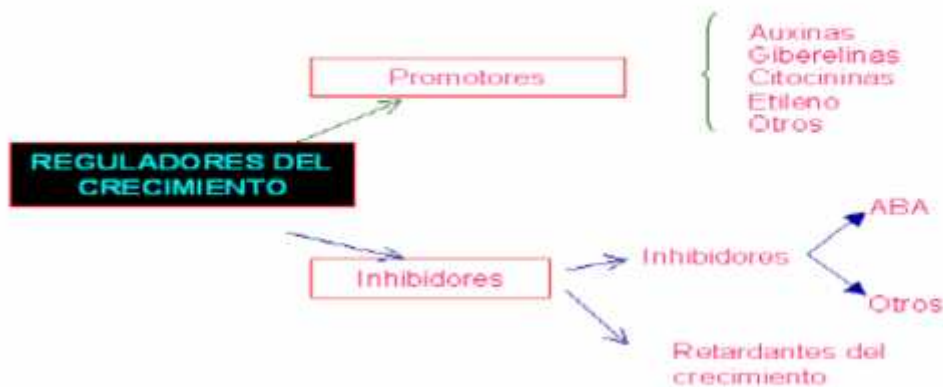 Promotores
Auxinas
Giberelinas
Citocininas
Etileno
Otros
REGULADORES DEL
CRECIMIENTO
Inhibidores
Inhibidores
ABA
Otros
Retardantes del
crecimiento